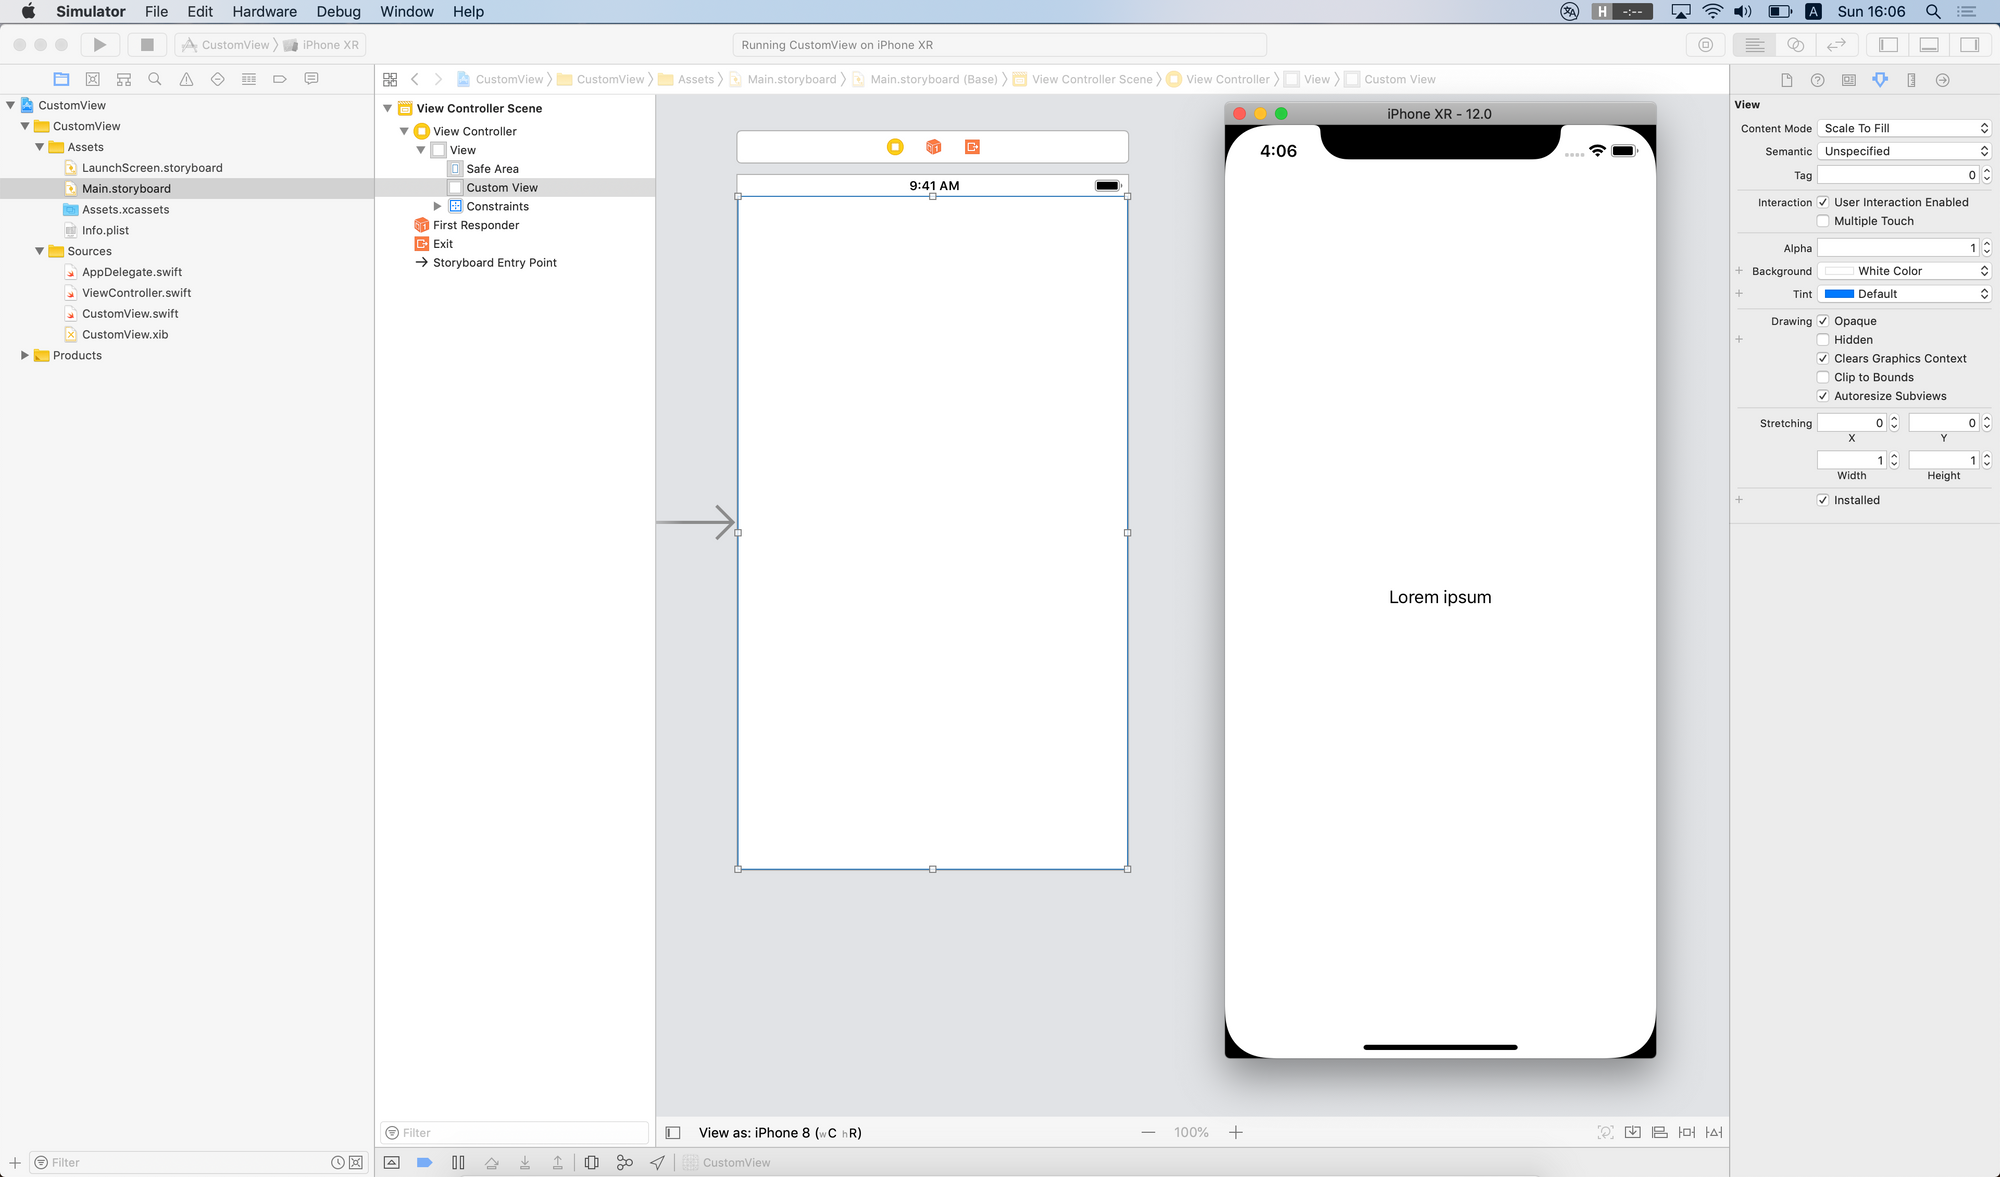 Simulator File Edit Hardware Debug Window Help
H -:-- A Sun 16:06
CustomView iPhone XR
Running CustomView on iPhone XR
CustomView CustomView Assets Main.storyboard Main.storyboard (Base) View Controller Scene View Controller View Custom View
CustomView
CustomView
Assets
LaunchScreen.storyboard
Main.storyboard
Assets.xcassets
Info.plist
Sources
AppDelegate.swift
ViewController.swift
CustomView.swift
CustomView.xib
Products
View Controller Scene
View Controller
View
Safe Area
Custom View
Constraints
First Responder
Exit
Storyboard Entry Point
9:41 AM
iPhone XR - 12.0
4:06
Lorem ipsum
View
Content Mode Scale To Fill
Semantic Unspecified
Tag 0
Interaction User Interaction Enabled
Multiple Touch
Alpha 1
Background White Color
Tint Default
Drawing Opaque
Hidden
Clears Graphics Context
Clip to Bounds
Autoresize Subviews
Stretching 0 0
X Y
1 1
Width Height
Installed
Filter
View as: iPhone 8 (wC hR)
100%
Filter
CustomView